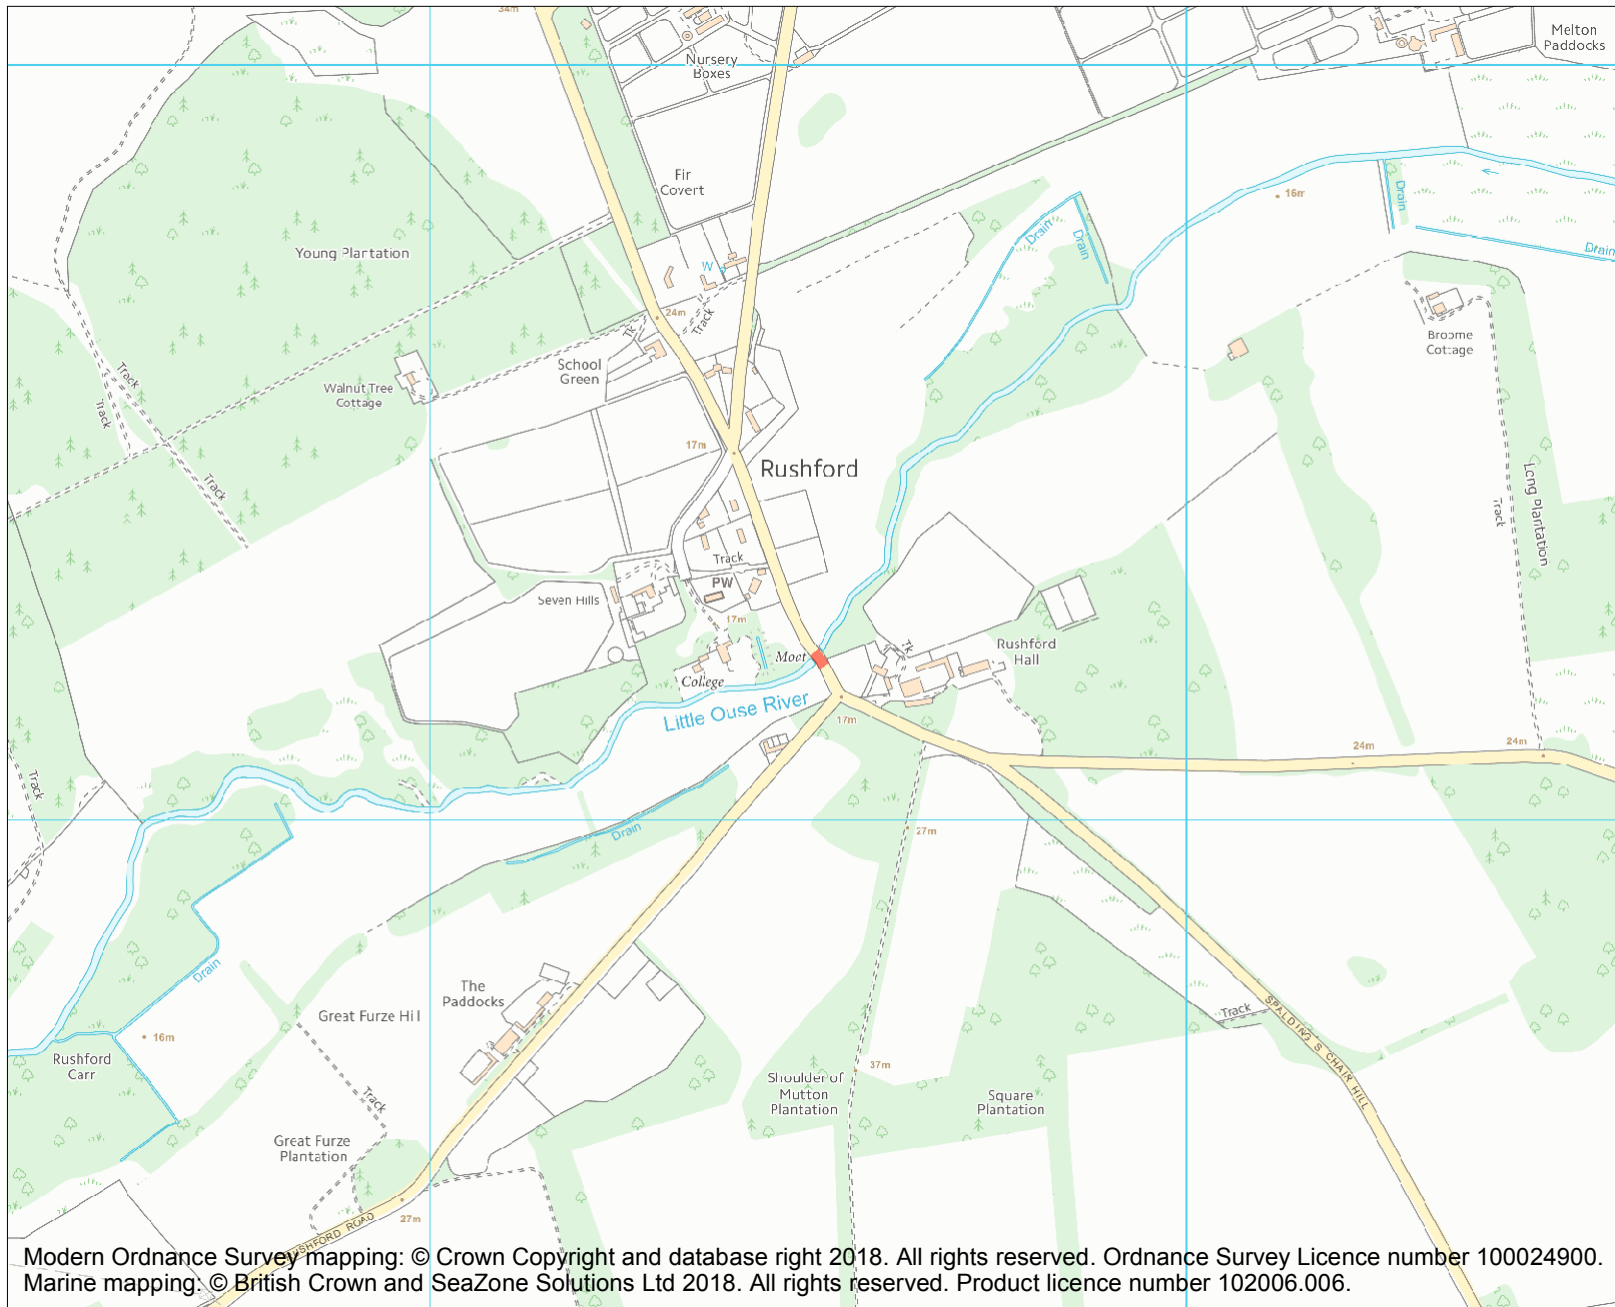 34m
Nursery
Boxes
Melton
Paddocks
Fir
Covert
16m
Drain
Young Plantation
Drain
Drain
Drain
W
24m
Tk
Track
School
Green
Broome
Cottage
Track
Walnut Tree
Cottage
Track
17m
Rushford
Track
Long Plantation
Track
Track
PW
Seven Hills
17m
Moat
Tk
Rushford
Hall
College
Little Ouse River
17m
24m
24m
Track
Drain
27m
Drain
The
Paddocks
Great Furze Hill
SPALDING'S CHAIR HILL
Track
16m
Rushford
Carr
37m
Shoulder of
Mutton
Plantation
Square
Plantation
Track
Great Furze
Plantation
27m
RUSHFORD ROAD
Modern Ordnance Survey mapping: © Crown Copyright and database right 2018. All rights reserved. Ordnance Survey Licence number 100024900.
Marine mapping: © British Crown and SeaZone Solutions Ltd 2018. All rights reserved. Product licence number 102006.006.